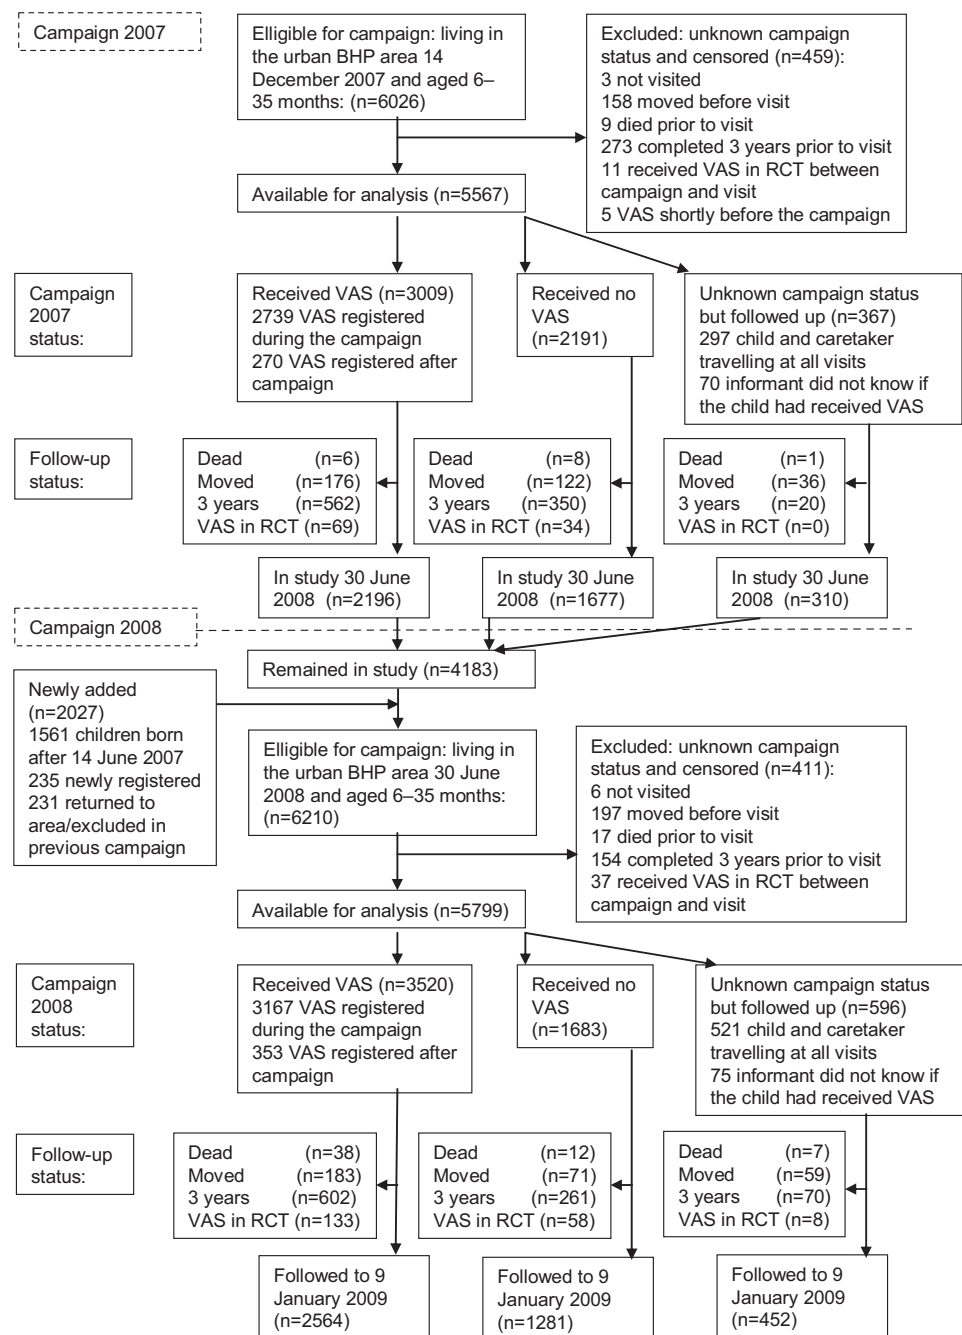 Campaign 2007
Elligible for campaign: living in
the urban BHP area 14
December 2007 and aged 6–
35 months: (n=6026)
Excluded: unknown campaign
status and censored (n=459):
3 not visited
158 moved before visit
9 died prior to visit
273 completed 3 years prior to visit
11 received VAS in RCT between
campaign and visit
5 VAS shortly before the campaign
Available for analysis (n=5567)
Campaign
2007
status:
Received VAS (n=3009)
2739 VAS registered
during the campaign
270 VAS registered after
campaign
Received no
VAS
(n=2191)
Unknown campaign status
but followed up (n=367)
297 child and caretaker
travelling at all visits
70 informant did not know if
the child had received VAS
Follow-up
status:
Dead (n=6)
Moved (n=176)
3 years (n=562)
VAS in RCT (n=69)
Dead (n=8)
Moved (n=122)
3 years (n=350)
VAS in RCT (n=34)
Dead (n=1)
Moved (n=36)
3 years (n=20)
VAS in RCT (n=0)
In study 30 June
2008 (n=2196)
In study 30 June
2008 (n=1677)
In study 30 June
2008 (n=310)
Campaign 2008
Remained in study (n=4183)
Newly added
(n=2027)
1561 children born
after 14 June 2007
235 newly registered
231 returned to
area/excluded in
previous campaign
Elligible for campaign: living in
the urban BHP area 30 June
2008 and aged 6–35 months:
(n=6210)
Excluded: unknown campaign
status and censored (n=411):
6 not visited
197 moved before visit
17 died prior to visit
154 completed 3 years prior to visit
37 received VAS in RCT between
campaign and visit
Available for analysis (n=5799)
Campaign
2008
status:
Received VAS (n=3520)
3167 VAS registered
during the campaign
353 VAS registered after
campaign
Received no
VAS
(n=1683)
Unknown campaign status
but followed up (n=596)
521 child and caretaker
travelling at all visits
75 informant did not know if
the child had received VAS
Follow-up
status:
Dead (n=38)
Moved (n=183)
3 years (n=602)
VAS in RCT (n=133)
Dead (n=12)
Moved (n=71)
3 years (n=261)
VAS in RCT (n=58)
Dead (n=7)
Moved (n=59)
3 years (n=70)
VAS in RCT (n=8)
Followed to 9
January 2009
(n=2564)
Followed to 9
January 2009
(n=1281)
Followed to 9
January 2009
(n=452)